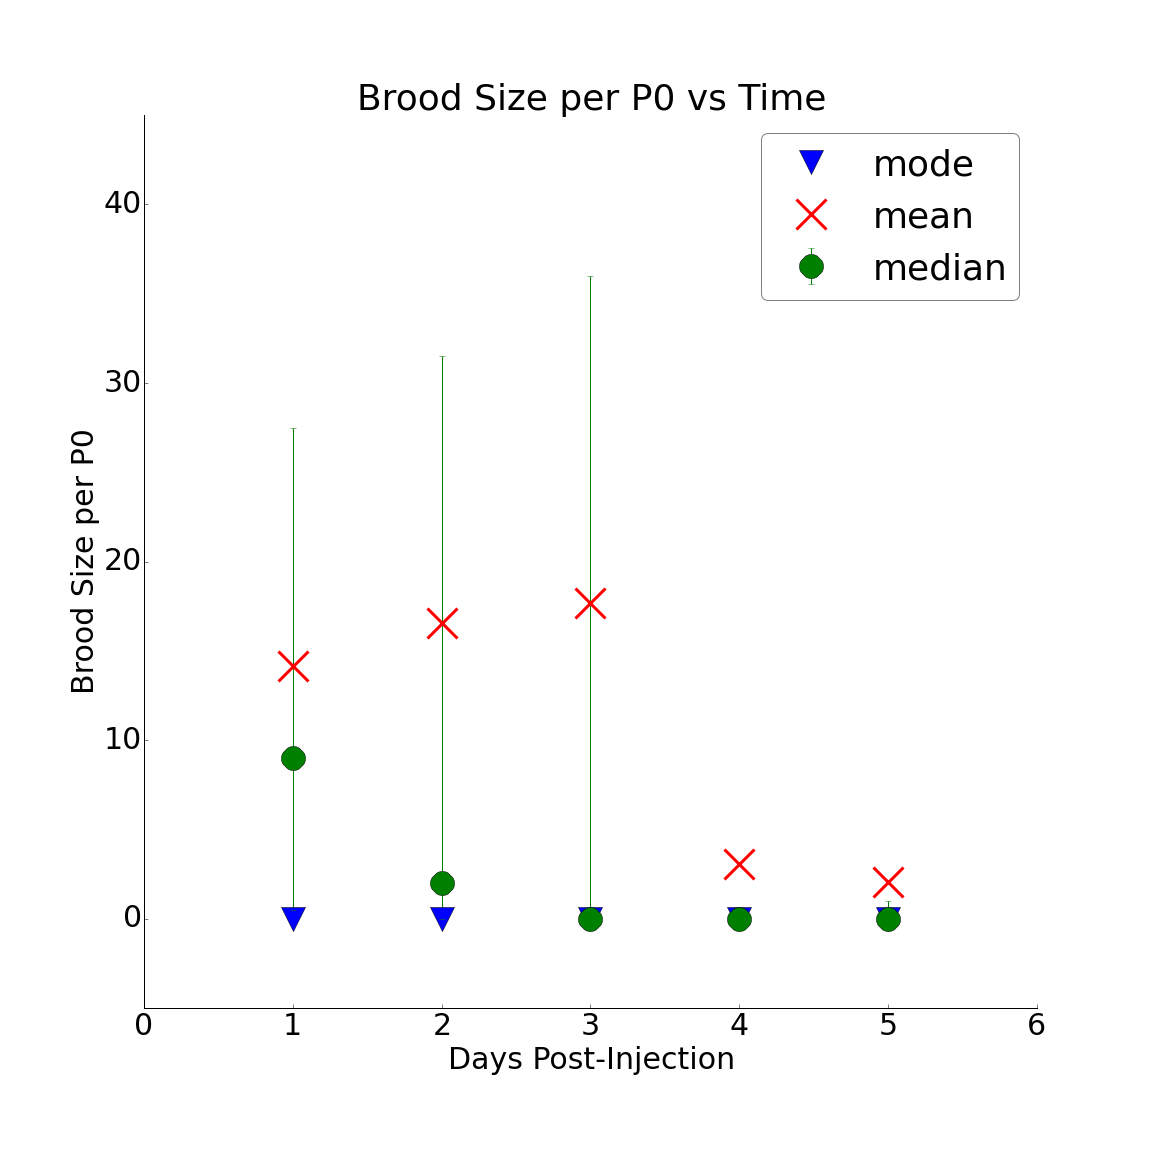 Brood Size per P0 vs Time
mode
mean
median
40
30
20
10
0
Brood Size per P0
0 1 2 3 4 5 6
Days Post-Injection